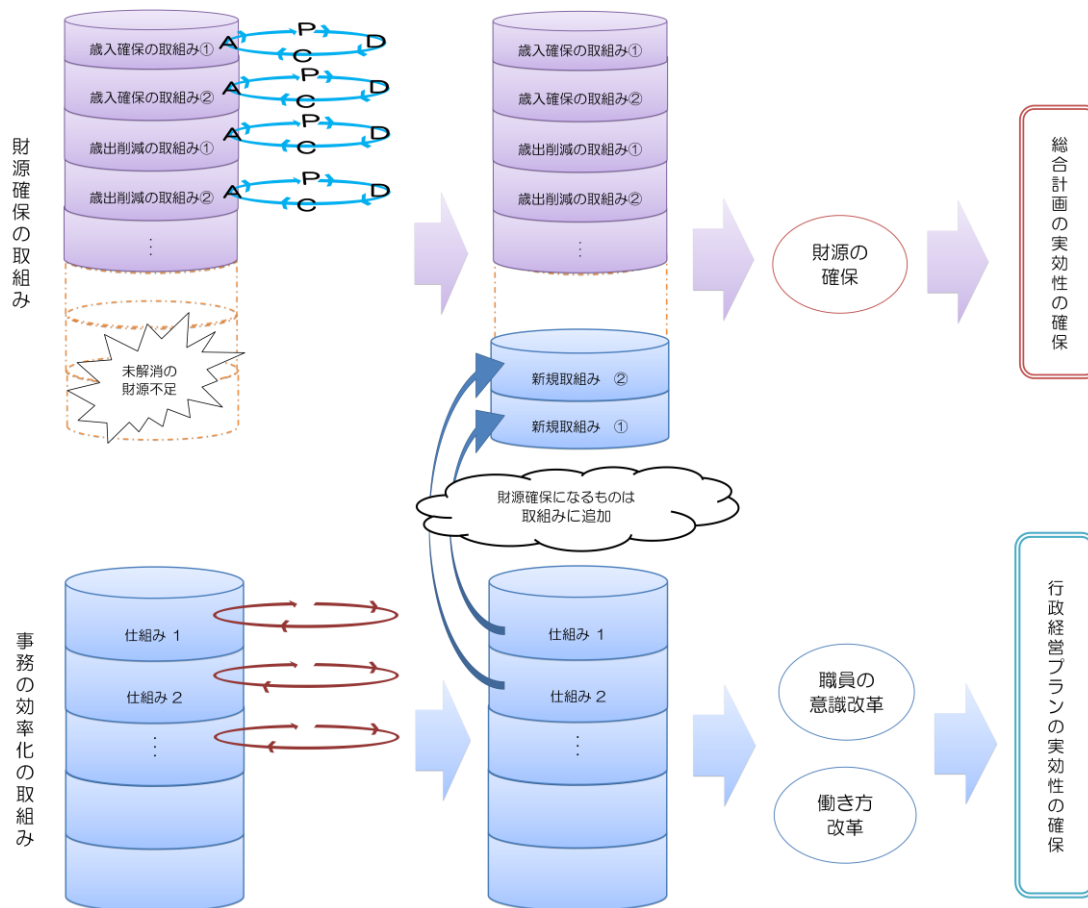 財源確保の取組み
歳入確保の取組み①
P
A
D
C
歳入確保の取組み②
P
A
D
C
歳出削減の取組み①
P
A
D
C
歳出削減の取組み②
P
A
D
C
⋮
未解消の
財源不足
歳入確保の取組み①
歳入確保の取組み②
歳出削減の取組み①
歳出削減の取組み②
⋮
新規取組み ②
新規取組み ①
財源の
確保
総合計画の実効性の確保
財源確保になるものは
取組みに追加
事務の効率化の取組み
仕組み 1
仕組み 2
⋮
仕組み 1
仕組み 2
⋮
職員の
意識改革
働き方
改革
行政経営プランの実効性の確保